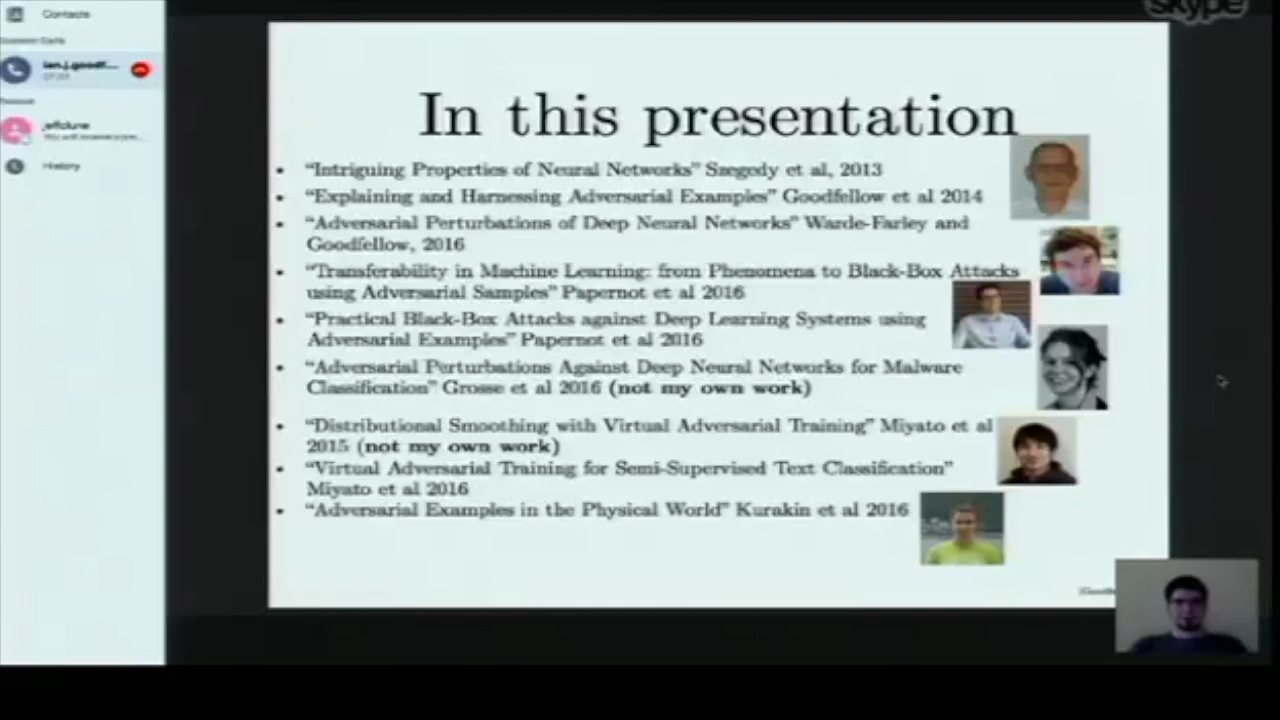 Contacts
skype
ian.j.goodf...
jeffclune
History
In this presentation
• “Intriguing Properties of Neural Networks” Szegedy et al, 2013
• “Explaining and Harnessing Adversarial Examples” Goodfellow et al 2014
• “Adversarial Perturbations of Deep Neural Networks” Warde-Farley and
Goodfellow, 2016
• “Transferability in Machine Learning: from Phenomena to Black-Box Attacks
using Adversarial Samples” Papernot et al 2016
• “Practical Black-Box Attacks against Deep Learning Systems using
Adversarial Examples” Papernot et al 2016
• “Adversarial Perturbations Against Deep Neural Networks for Malware
Classification” Grosse et al 2016 (not my own work)
• “Distributional Smoothing with Virtual Adversarial Training” Miyato et al
2015 (not my own work)
• “Virtual Adversarial Training for Semi-Supervised Text Classification”
Miyato et al 2016
• “Adversarial Examples in the Physical World” Kurakin et al 2016